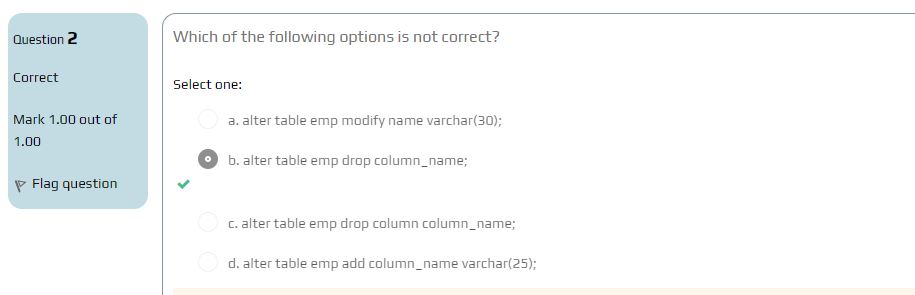 Question 2
Correct
Mark 1.00 out of
1.00
Flag question
Which of the following options is not correct?
Select one:
a. alter table emp modify name varchar(30);
b. alter table emp drop column_name;
c. alter table emp drop column column_name;
d. alter table emp add column_name varchar(25);